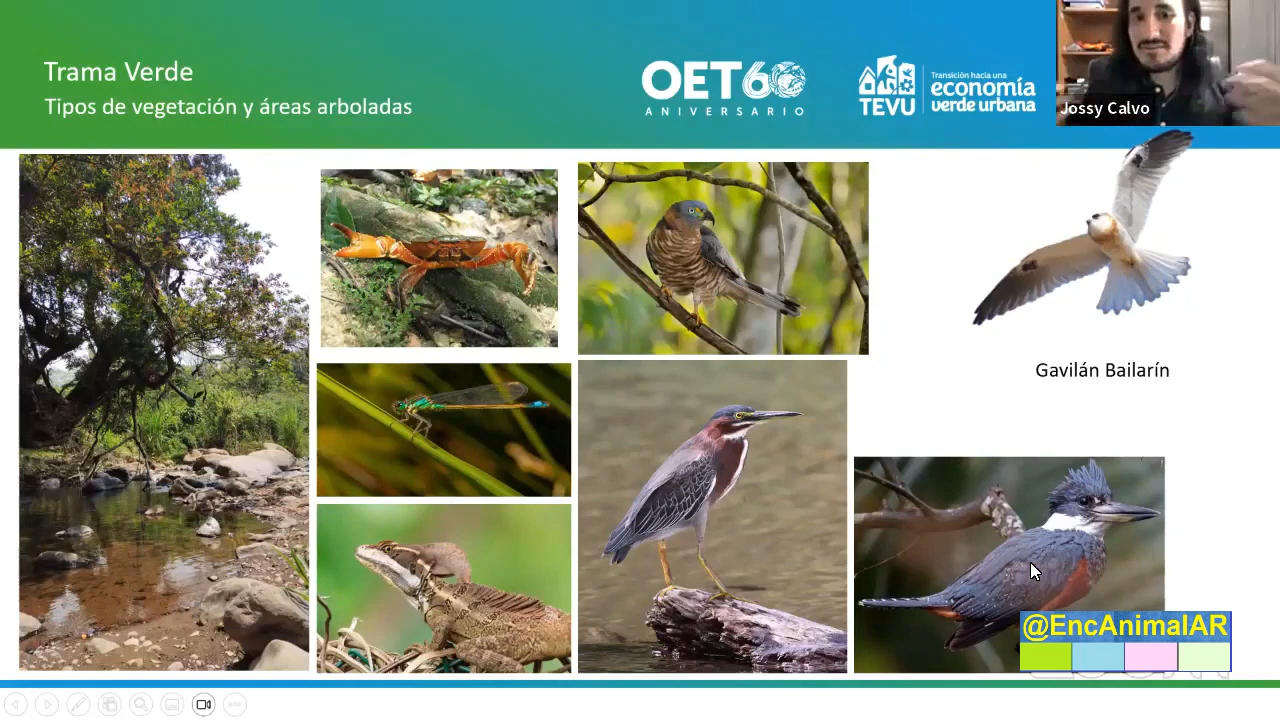 Trama Verde
Tipos de vegetación y áreas arboladas
OET60
ANIVERSARIO
TEVU
Transición hacia una
economía
verde urbana
Jossy Calvo
Gavilán Bailarín
@EncAnimalAR